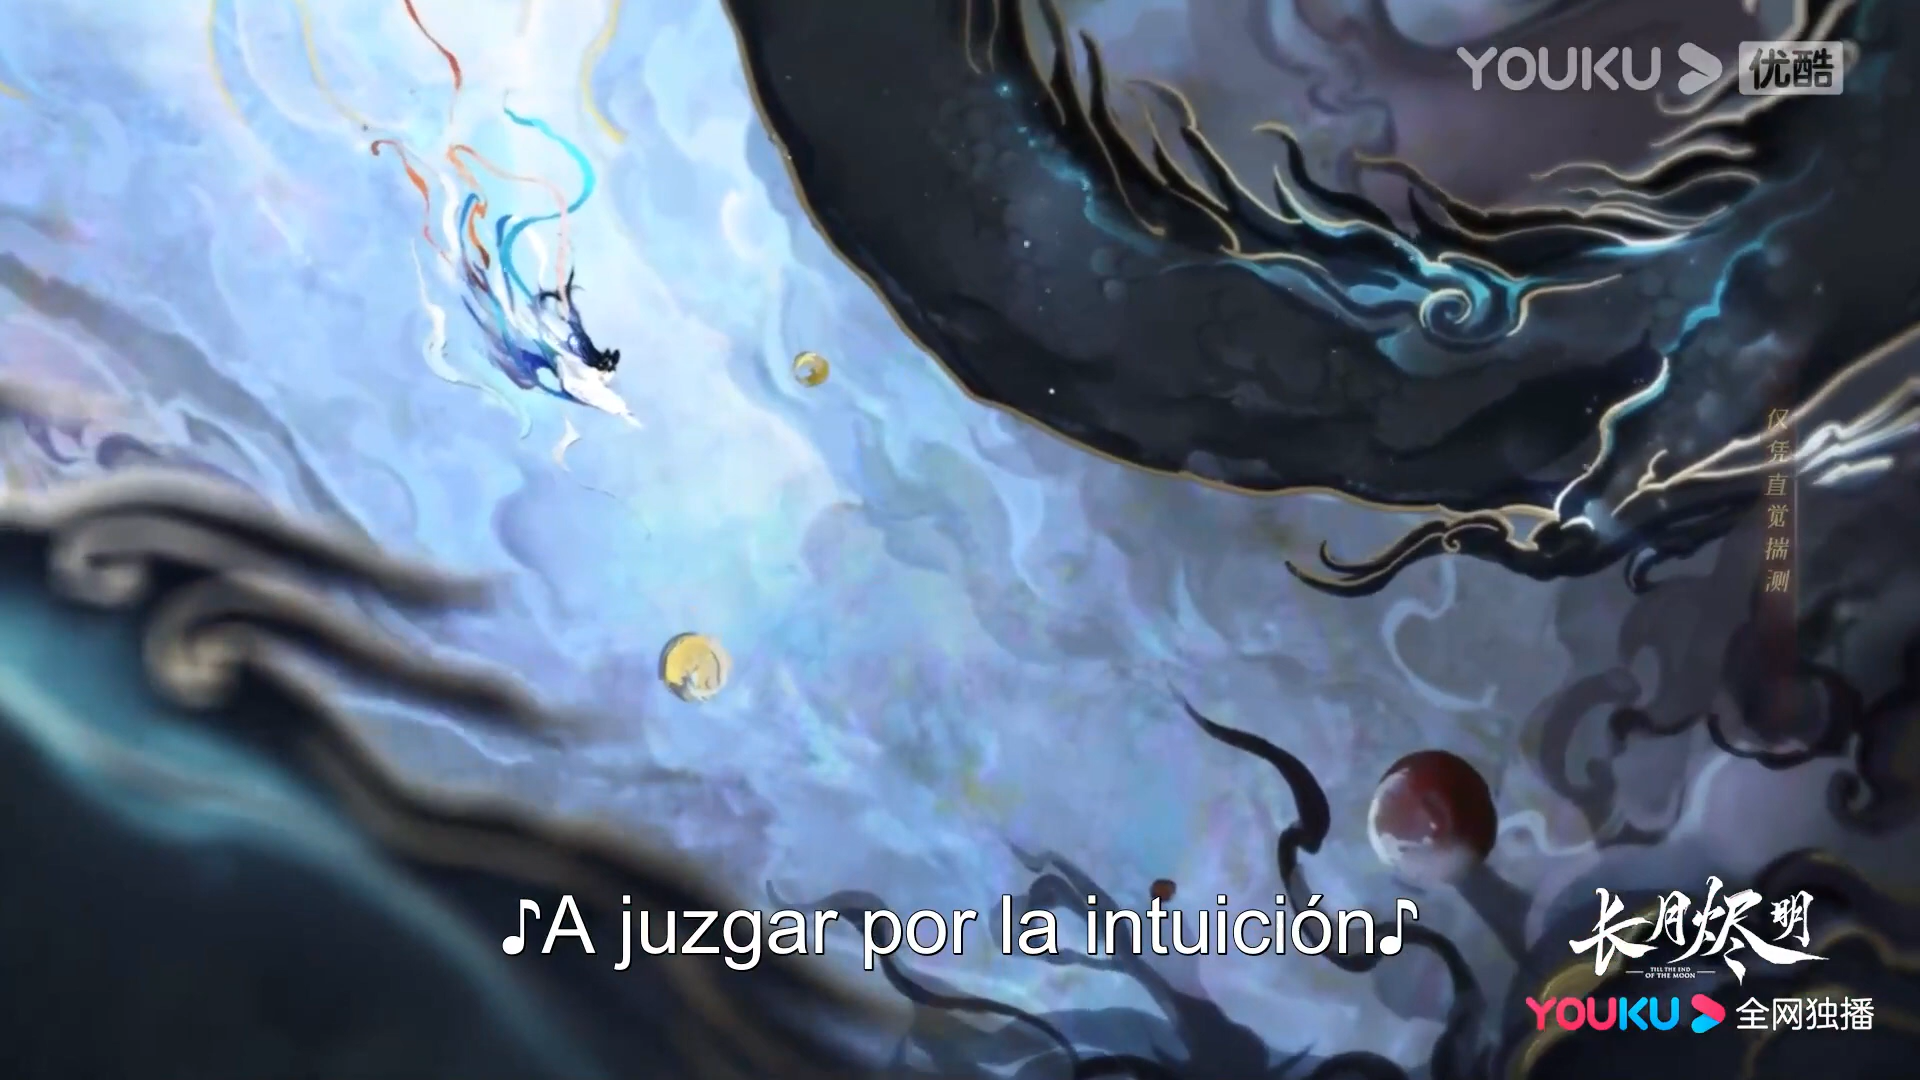 YOUKU 优酷
仅凭直觉揣测
♪A juzgar por la intuición♪
长月烬明
TILL THE END
OF THE MOON
YOUKU 全网独播